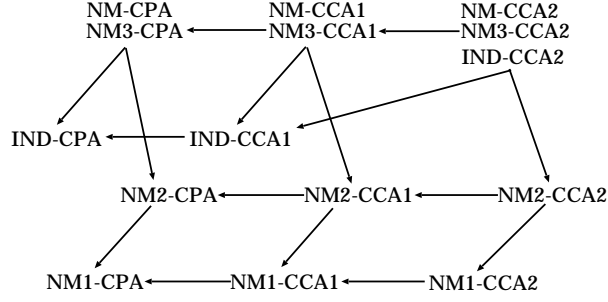 NM-CPA NM-CCA1 NM-CCA2
NM3-CPA NM3-CCA1 NM3-CCA2
IND-CCA2
IND-CPA IND-CCA1
NM2-CPA NM2-CCA1 NM2-CCA2
NM1-CPA NM1-CCA1 NM1-CCA2